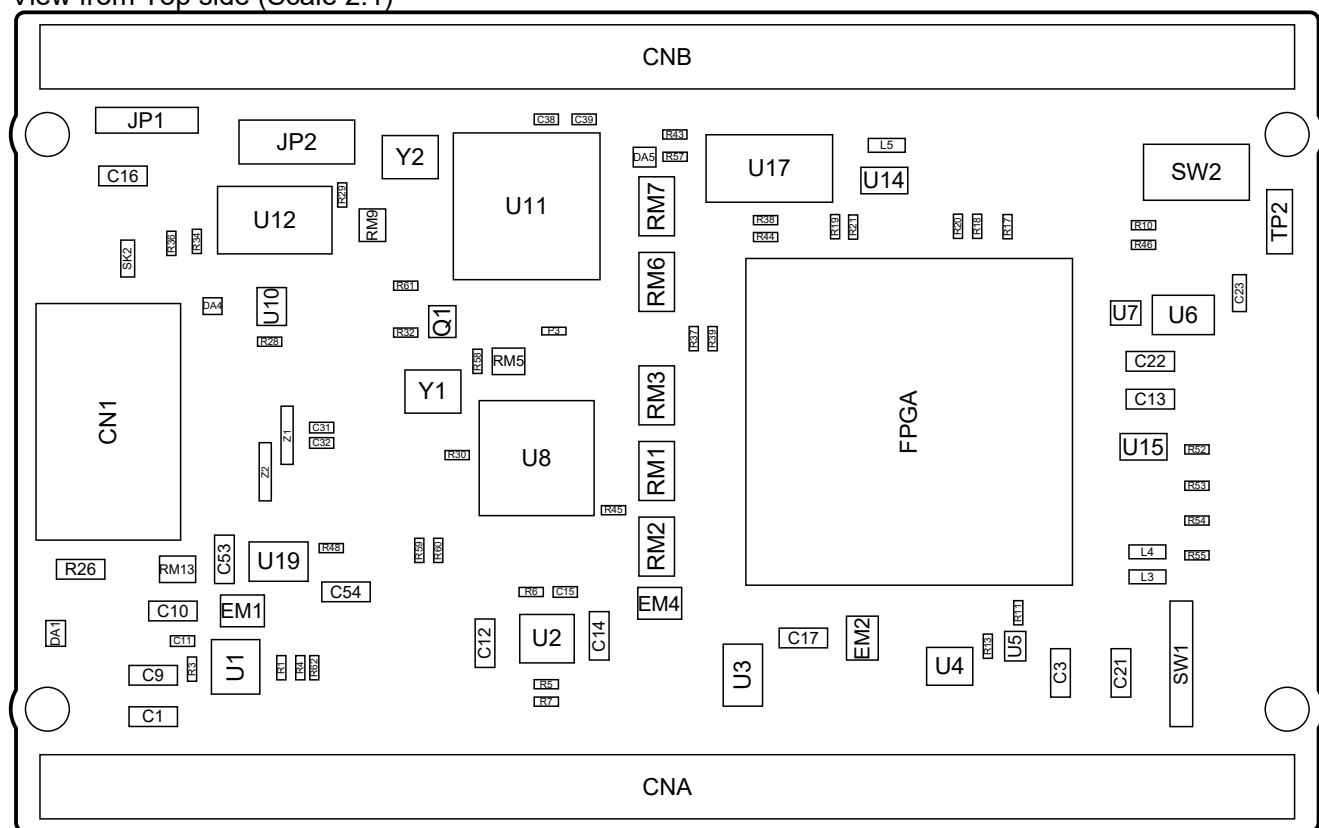 View from Top side (Scale 2:1)
CNB
JP1
JP2
Y2
C38
C39
R43
DA5
R57
U17
L5
U14
SW2
C16
U12
R29
RM9
U11
RM7
TP2
R36
R34
SK2
R38
R44
R19
R21
R20
R18
R17
R10
R46
RM6
R61
DA4
U10
R28
R32
Q1
P3
R37
R39
U7
U6
C23
R58
RM5
Y1
RM3
FPGA
C22
C13
CN1
Z1
C31
C32
Z2
R30
U8
RM1
U15
R52
R53
R45
R54
R26
RM13
C53
U19
R48
R59
R60
RM2
L4
R55
L3
C54
R6
C15
EM4
C10
EM1
DA1
C11
C12
U2
C14
C17
EM2
R11
R13
U5
C9
R3
U1
R1
R4
R62
R5
R7
U3
U4
C3
C21
SW1
C1
CNA